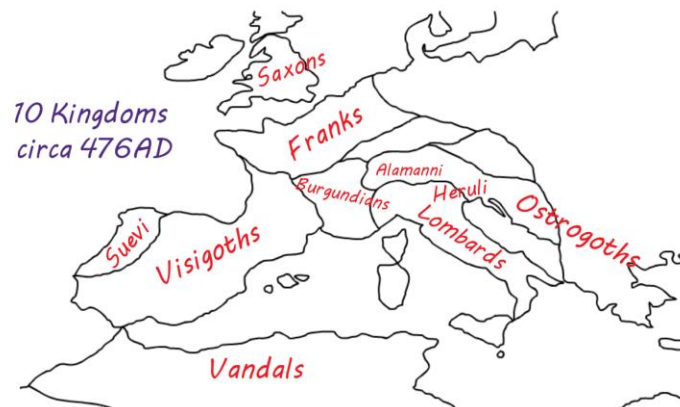 Saxons
10 Kingdoms
circa 476AD
Franks
Alamanni
Burgundians
Heruli
Ostrogoths
Suevi
Visigoths
Lombards
Vandals